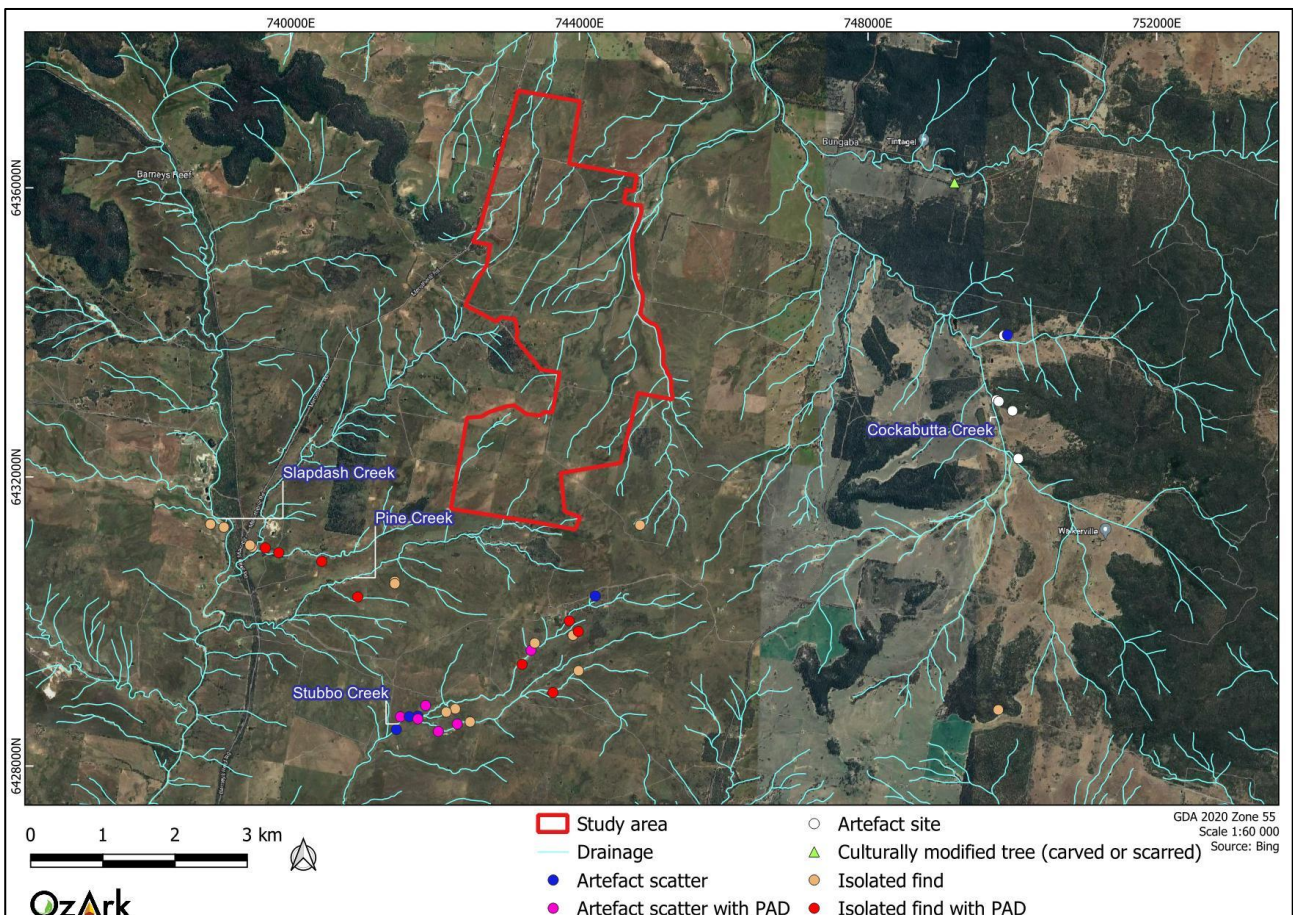 740000E
744000E
748000E
752000E
6436000N
6432000N
6428000N
Bungaba
Tintagel
Barneys Reef
Cockabutta Creek
Slapdash Creek
Pine Creek
Walkerville
Stubbo Creek
0 1 2 3 km
Study area
Drainage
Artefact scatter
Artefact scatter with PAD
Artefact site
Culturally modified tree (carved or scarred)
Isolated find
Isolated find with PAD
GDA 2020 Zone 55
Scale 1:60 000
Source: Bing
OzArk